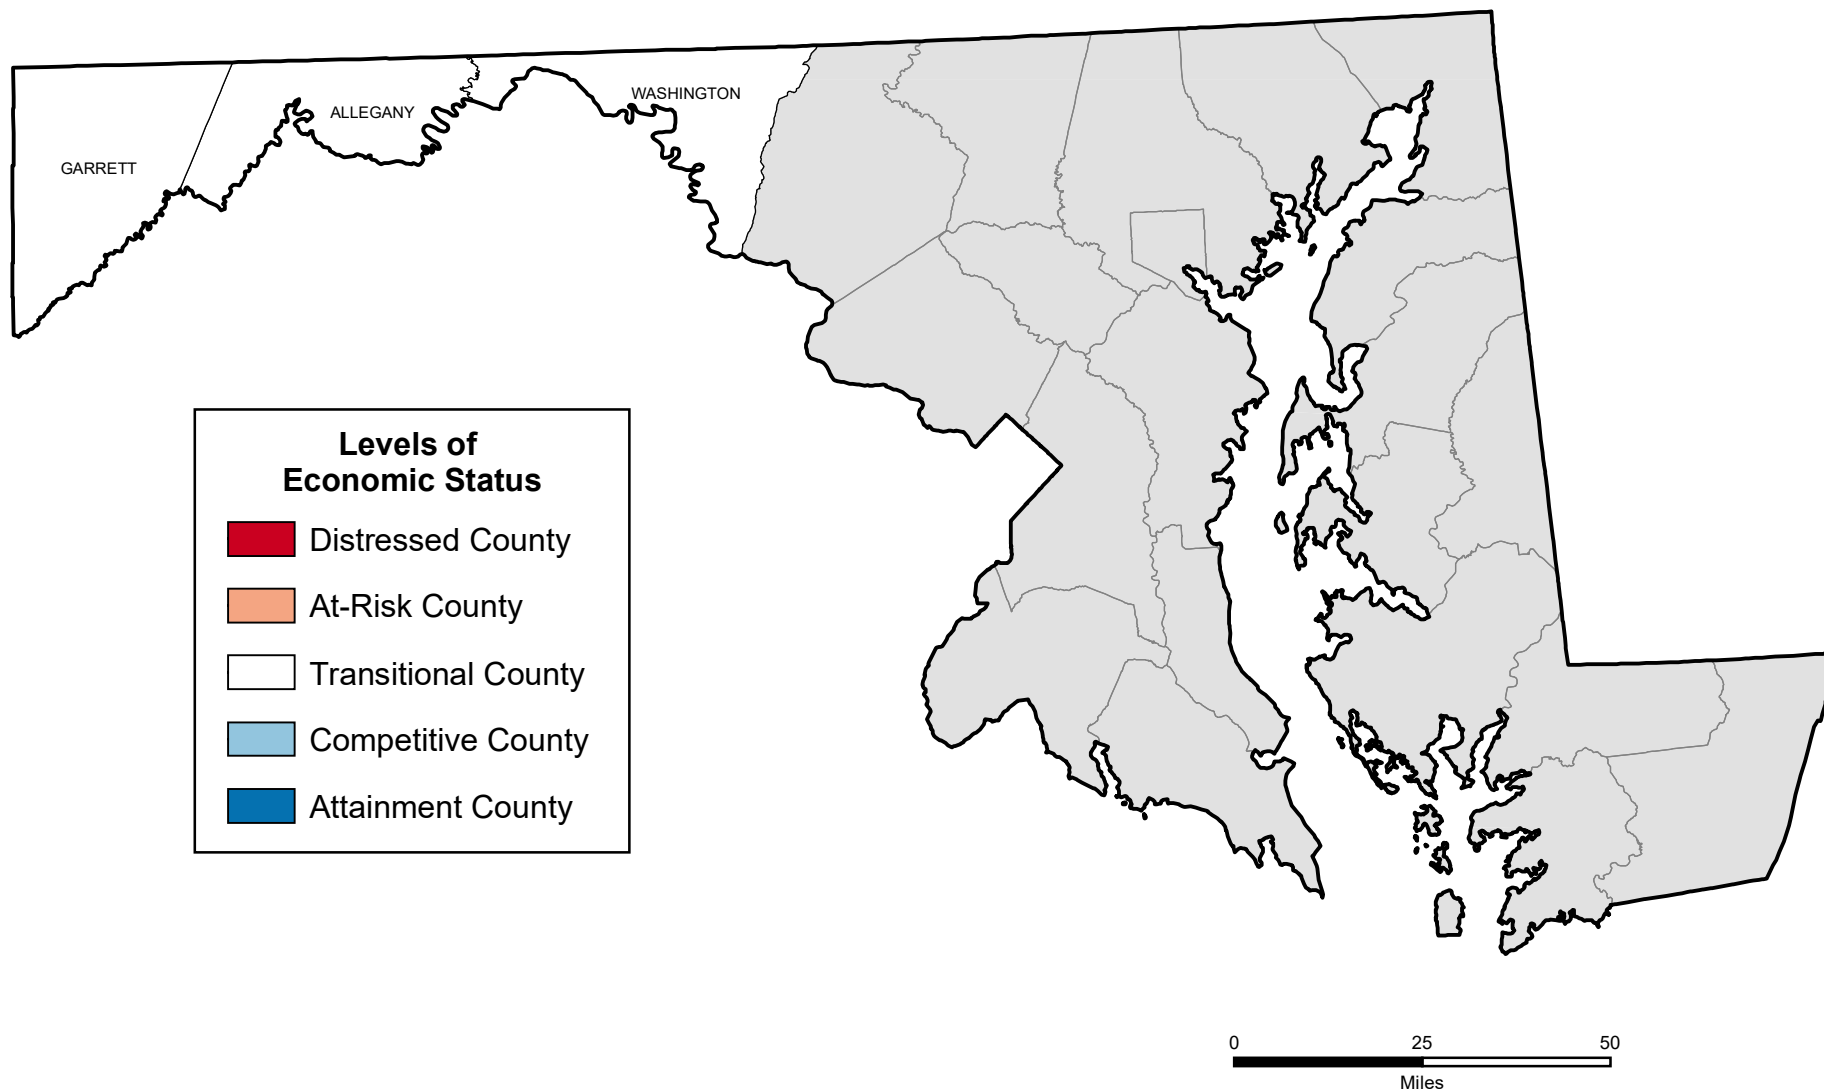 WASHINGTON
ALLEGANY
GARRETT
Levels of
Economic Status
Distressed County
At-Risk County
Transitional County
Competitive County
Attainment County
0 25 50
Miles